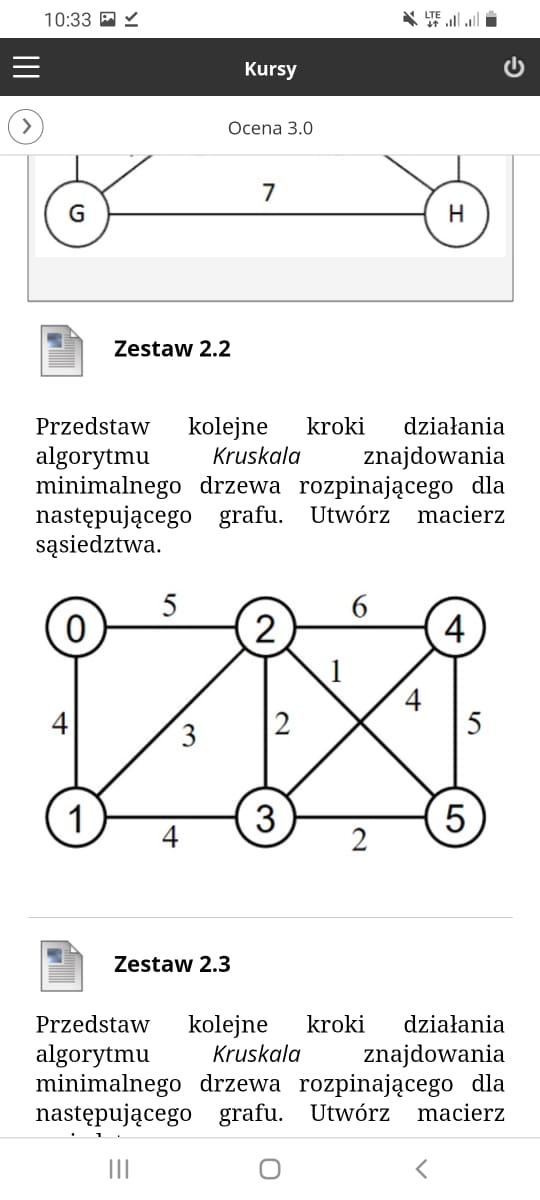 10:33 LTE
Kursy
Ocena 3.0
7
G H
Zestaw 2.2
Przedstaw kolejne kroki działania
algorytmu Kruskala znajdowania
minimalnego drzewa rozpinającego dla
następującego grafu. Utwórz macierz
sąsiedztwa.
5 6
0 2 4
1
4 3 2 4 5
1 3 5
4 2
Zestaw 2.3
Przedstaw kolejne kroki działania
algorytmu Kruskala znajdowania
minimalnego drzewa rozpinającego dla
następującego grafu. Utwórz macierz